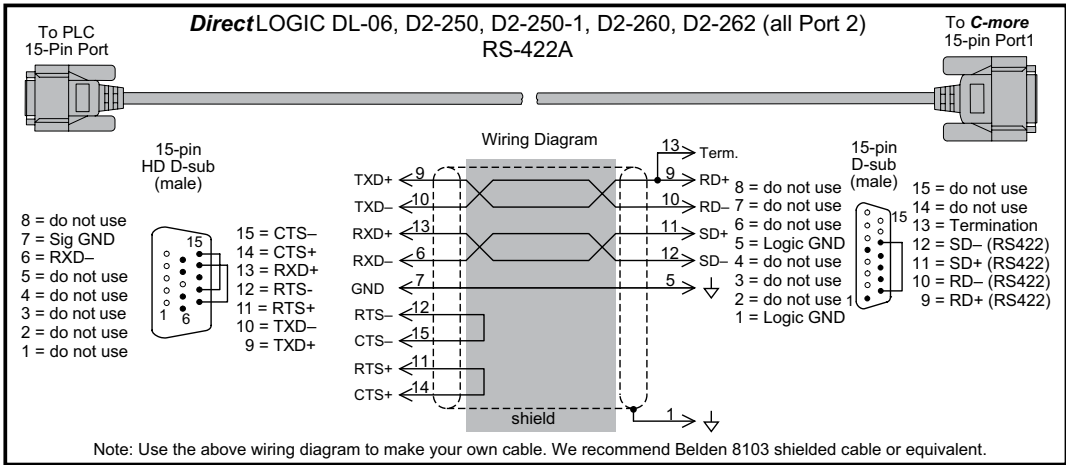 DirectLOGIC DL-06, D2-250, D2-250-1, D2-260, D2-262 (all Port 2)
RS-422A
To PLC
15-Pin Port
To C-more
15-pin Port1
Wiring Diagram
15-pin
HD D-sub
(male)
8 = do not use
7 = Sig GND
6 = RXD–
5 = do not use
4 = do not use
3 = do not use
2 = do not use
1 = do not use
15
1
6
15 = CTS–
14 = CTS+
13 = RXD+
12 = RTS-
11 = RTS+
10 = TXD–
9 = TXD+
13 Term.
TXD+ 9 9 RD+
TXD– 10 10 RD–
RXD+ 13 11 SD+
RXD– 6 12 SD–
GND 7 5
RTS– 12
CTS– 15
RTS+ 11
CTS+ 14
shield 1
15-pin
D-sub
(male)
8 = do not use
7 = do not use
6 = do not use
5 = Logic GND
4 = do not use
3 = do not use
2 = do not use
1 = Logic GND
15
1
15 = do not use
14 = do not use
13 = Termination
12 = SD– (RS422)
11 = SD+ (RS422)
10 = RD– (RS422)
9 = RD+ (RS422)
Note: Use the above wiring diagram to make your own cable. We recommend Belden 8103 shielded cable or equivalent.